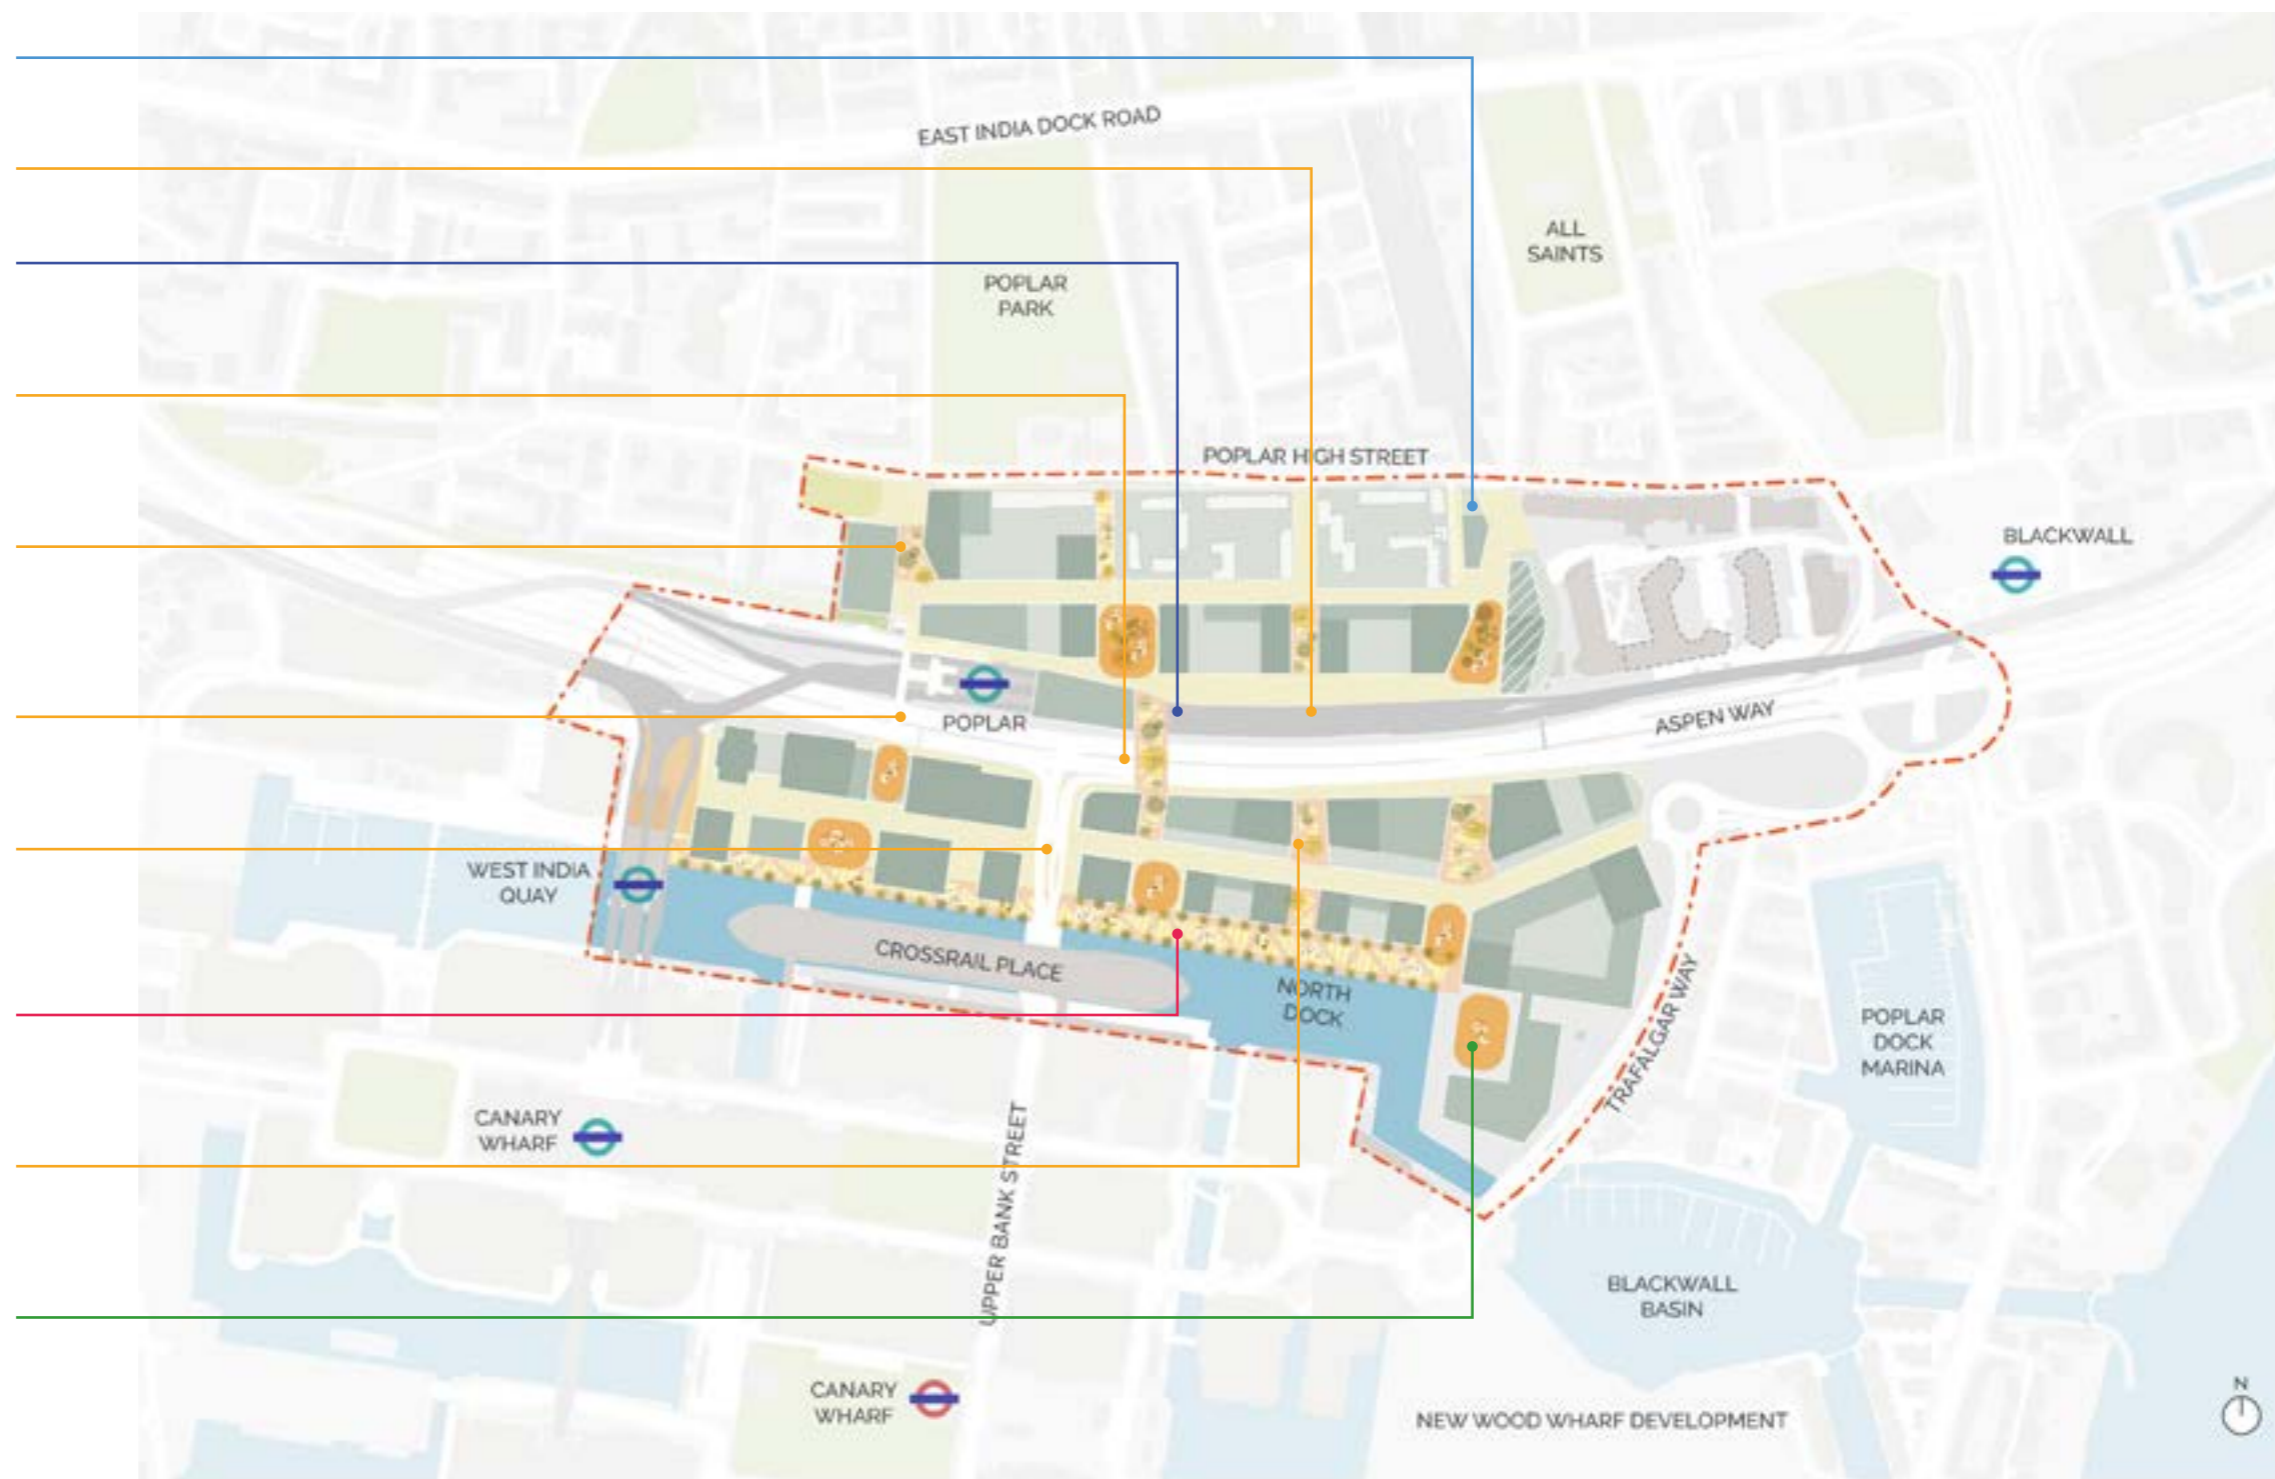 EAST INDIA DOCK ROAD
ALL
SAINTS
POPLAR
PARK
POPLAR HIGH STREET
BLACKWALL
POPLAR
ASPEN WAY
WEST INDIA
QUAY
CROSSRAIL PLACE
NORTH
DOCK
TRAFALGAR WAY
POPLAR
DOCK
MARINA
CANARY
WHARF
UPPER BANK STREET
BLACKWALL
BASIN
CANARY
WHARF
NEW WOOD WHARF DEVELOPMENT
N